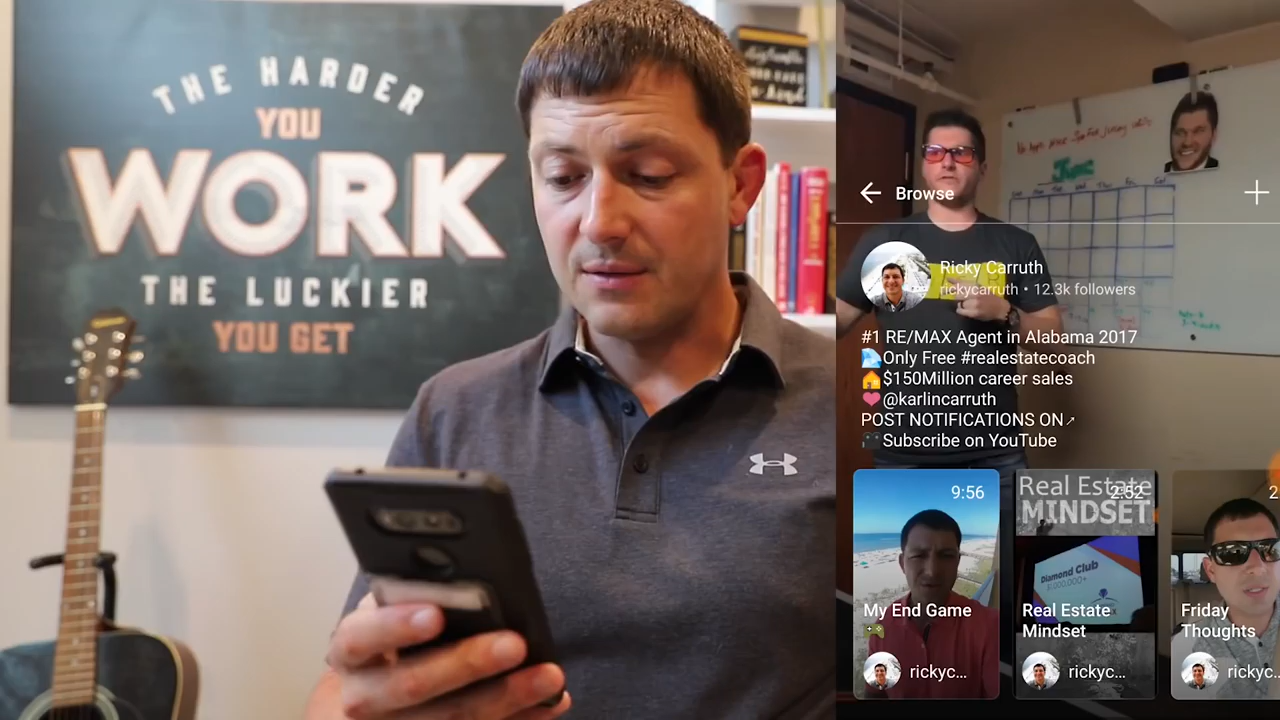 THE HARDER
YOU
WORK
THE LUCKIER
YOU GET
Browse
Ricky Carruth
rickycarruth • 12.3k followers
#1 RE/MAX Agent in Alabama 2017
🌊Only Free #realestatecoach
🏠$150Million career sales
❤️@karlincarruth
POST NOTIFICATIONS ON↗
🎥Subscribe on YouTube
9:56
My End Game
🎮
rickyc...
Real Estate
2:52
MINDSET
Diamond Club
Real Estate
Mindset
rickyc...
2
Friday
Thoughts
rickyc...